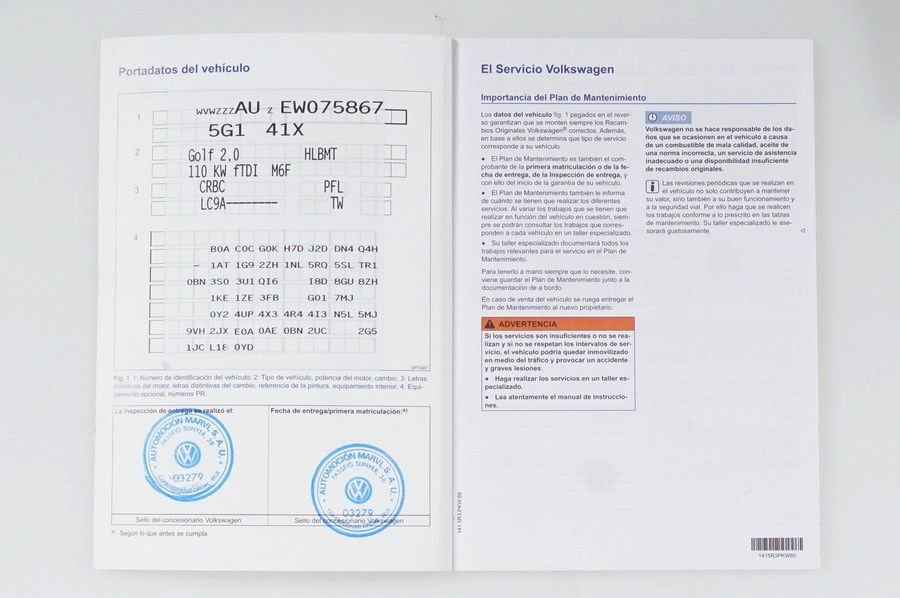 Portadatos del vehículo
1
WVWZZZ AU Z EW075867
5G1 41X
2
Golf 2,0 HLBMT
110 KW fTDI M6F
3
CRBC PFL
LC9A-------- TW
4
B0A C0C G0K H7D J2D DN4 Q4H
- 1AT 1G9 2ZH 1NL 5RQ 5SL TR1
0BN 3S0 3U1 QI6 I8D 8GU 8ZH
1KE 1ZE 3FB G01 7MJ
0Y2 4UP 4X3 4R4 4I3 N5L 5MJ
9VH 2JX E0A 0AE 0BN 2UC 2G5
1JC L18 0YD
Fig. 1 1: Número de identificación del vehículo; 2: Tipo de vehículo, potencia del motor, cambio; 3: Letras
distintivas del motor, letras distintivas del cambio, referencia de la pintura, equipamiento interior; 4: Equi-
pamiento opcional, números PR.
La inspección de entrega se realizó el:
Fecha de entrega/primera matriculación:a)
AUTOMOCIÓN MARVI, S.A.U.
PASSEIG SUNYER 38
03279
AUTOMOCIÓN MARVI, S.A.U.
PASSEIG SUNYER 38
03279
Sello del concesionario Volkswagen
Sello del concesionario Volkswagen
a) Según lo que antes se cumpla.
El Servicio Volkswagen
Importancia del Plan de Mantenimiento
Los datos del vehículo fig. 1 pegados en el rever-
so garantizan que se monten siempre los Recam-
bios Originales Volkswagen® correctos. Además,
en base a ellos se determina que tipo de servicio
corresponde a su vehículo.
● El Plan de Mantenimiento es también el com-
probante de la primera matriculación o de la fe-
cha de entrega, de la Inspección de entrega, y
con ello del inicio de la garantía de su vehículo.
● El Plan de Mantenimiento también le informa
de cuándo se tienen que realizar los diferentes
servicios. Al variar los trabajos que se tienen que
realizar en función del vehículo en cuestión, siem-
pre se podrán consultar los trabajos que corres-
ponden a cada vehículo en un taller especializado.
● Su taller especializado documentará todos los
trabajos relevantes para el servicio en el Plan de
Mantenimiento.
Para tenerlo a mano siempre que lo necesite, con-
viene guardar el Plan de Mantenimiento junto a la
documentación de a bordo.
En caso de venta del vehículo se ruega entregar el
Plan de Mantenimiento al nuevo propietario.
ADVERTENCIA
Si los servicios son insuficientes o no se rea-
lizan y si no se respetan los intervalos de ser-
vicio, el vehículo podría quedar inmovilizado
en medio del tráfico y provocar un accidente
y graves lesiones.
● Haga realizar los servicios en un taller es-
pecializado.
● Lea atentamente el manual de instruccio-
nes.
AVISO
Volkswagen no se hace responsable de los da-
ños que se ocasionen en el vehículo a causa
de un combustible de mala calidad, aceite de
una norma incorrecta, un servicio de asistencia
inadecuado o una disponibilidad insuficiente
de recambios originales.
Las revisiones periódicas que se realizan en
el vehículo no solo contribuyen a mantener
su valor, sino también a su buen funcionamiento y
a la seguridad vial. Por ello haga que se realicen
los trabajos conforme a lo prescrito en las tablas
de mantenimiento. Su taller especializado le ase-
sorará gustosamente.
141.5R3.PKW.60
1415R3PKW60